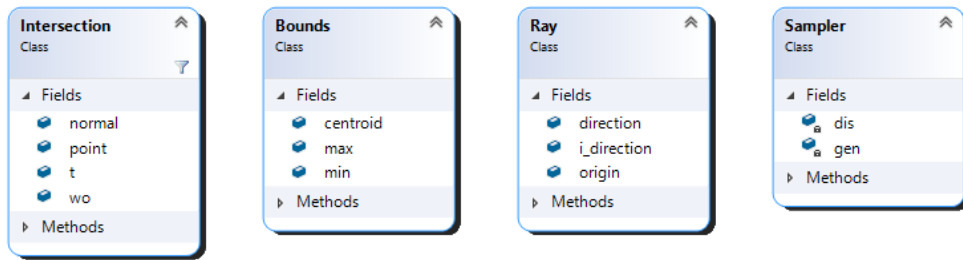 Intersection
Class
Fields
normal
point
t
wo
Methods
Bounds
Class
Fields
centroid
max
min
Methods
Ray
Class
Fields
direction
i_direction
origin
Methods
Sampler
Class
Fields
dis
gen
Methods